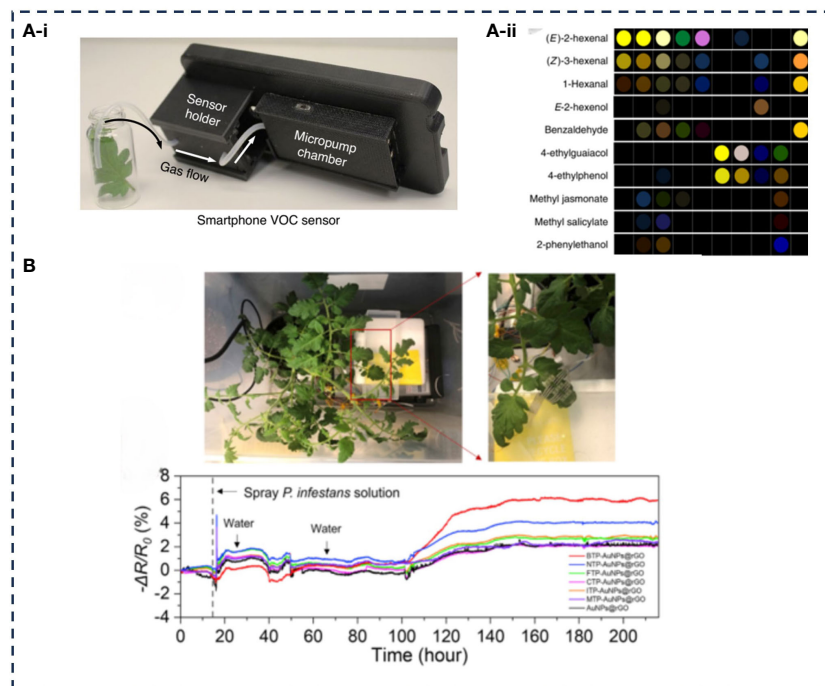 A-i
Sensor
holder
Micropump
chamber
Gas flow
Smartphone VOC sensor
A-ii
(E)-2-hexenal
(Z)-3-hexenal
1-Hexanal
E-2-hexenol
Benzaldehyde
4-ethylguaiacol
4-ethylphenol
Methyl jasmonate
Methyl salicylate
2-phenylethanol
B
8
6
4
2
0
-2
-4
-ΔR/R0 (%)
Spray P. infestans solution
Water
Water
BTP-AuNPs@rGO
NTP-AuNPs@rGO
FTP-AuNPs@rGO
CTP-AuNPs@rGO
ITP-AuNPs@rGO
MTP-AuNPs@rGO
AuNPs@rGO
0 20 40 60 80 100 120 140 160 180 200
Time (hour)